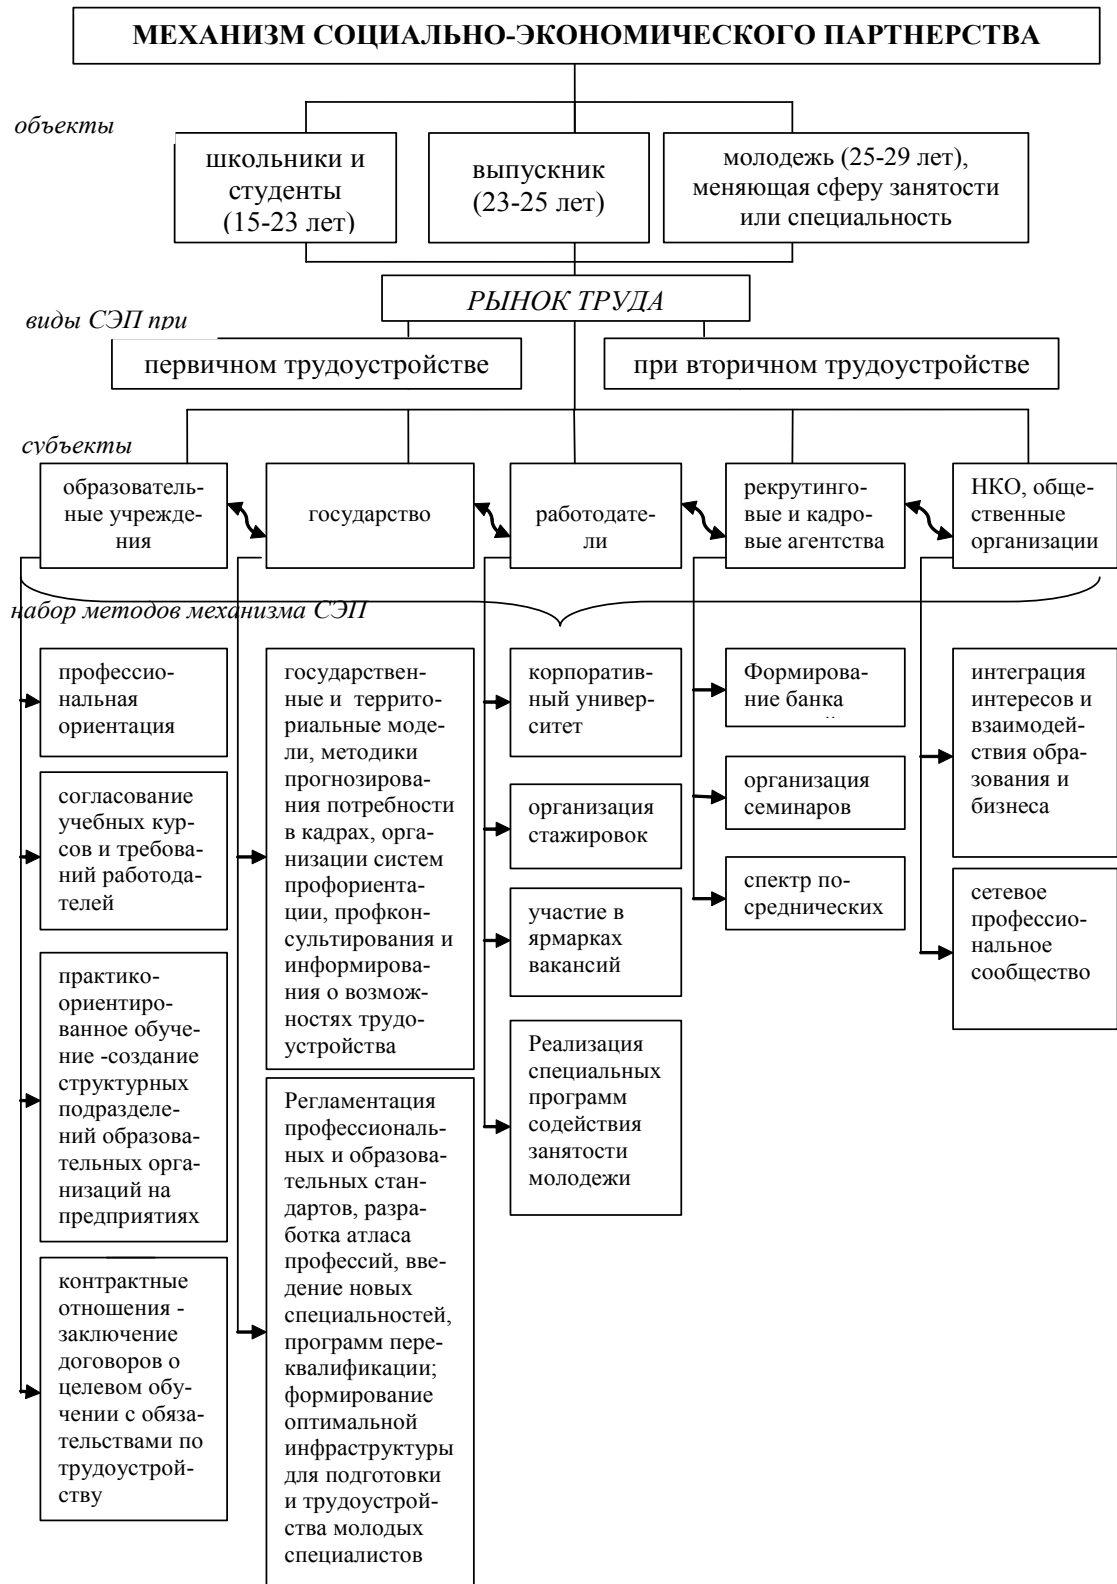 МЕХАНИЗМ СОЦИАЛЬНО-ЭКОНОМИЧЕСКОГО ПАРТНЕРСТВА
объекты
школьники и
студенты
(15-23 лет)
выпускник
(23-25 лет)
молодежь (25-29 лет),
меняющая сферу занятости
или специальность
РЫНОК ТРУДА
виды СЭП при
первичном трудоустройстве
при вторичном трудоустройстве
субъекты
образователь-
ные учрежде-
ния
государство
работодате-
ли
рекрутинго-
вые и кадро-
вые агентства
НКО, обще-
ственные
организации
набор методов механизма СЭП
профессио-
нальная
ориентация
согласование
учебных кур-
сов и требова-
ний работода-
телей
практико-
ориентиро-
ванное обуче-
ние -создание
структурных
подразделе-
ний образова-
тельных орга-
низаций на
предприятиях
контрактные
отношения -
заключение
договоров о
целевом обу-
чении с обяза-
тельствами по
трудоустрой-
ству
государствен-
ные и  террито-
риальные моде-
ли, методики
прогнозирова-
ния потребности
в кадрах, орга-
низации систем
профориента-
ции, профкон-
сультирования и
информирова-
ния о возмож-
ностях трудо-
устройства
Регламентация
профессиональ-
ных и образова-
тельных стан-
дартов, разра-
ботка атласа
профессий, вве-
дение новых
специальностей,
программ пере-
квалификации;
формирование
оптимальной
инфраструктуры
для подготовки
и трудоустрой-
ства молодых
специалистов
корпоратив-
ный универ-
ситет
организация
стажировок
участие в
ярмарках
вакансий
Реализация
специальных
программ
содействия
занятости
молодежи
Формирова-
ние банка
организация
семинаров
спектр по-
среднических
интеграция
интересов и
взаимодей-
ствия обра-
зования и
бизнеса
сетевое
профессио-
нальное
сообщество